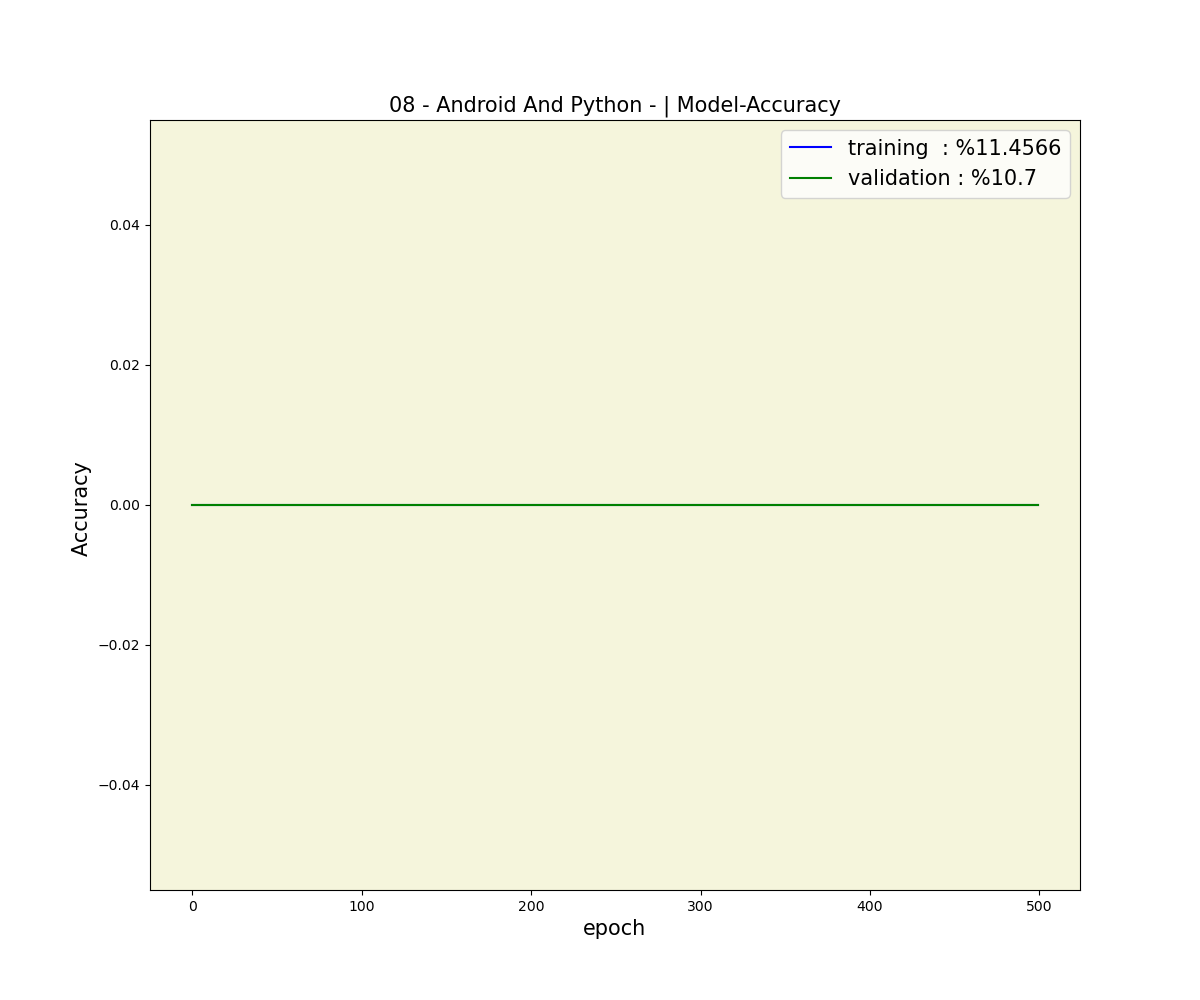 08 - Android And Python - | Model-Accuracy
training  : %11.4566
validation : %10.7
0.04
0.02
0.00
−0.02
−0.04
Accuracy
0 100 200 300 400 500
epoch